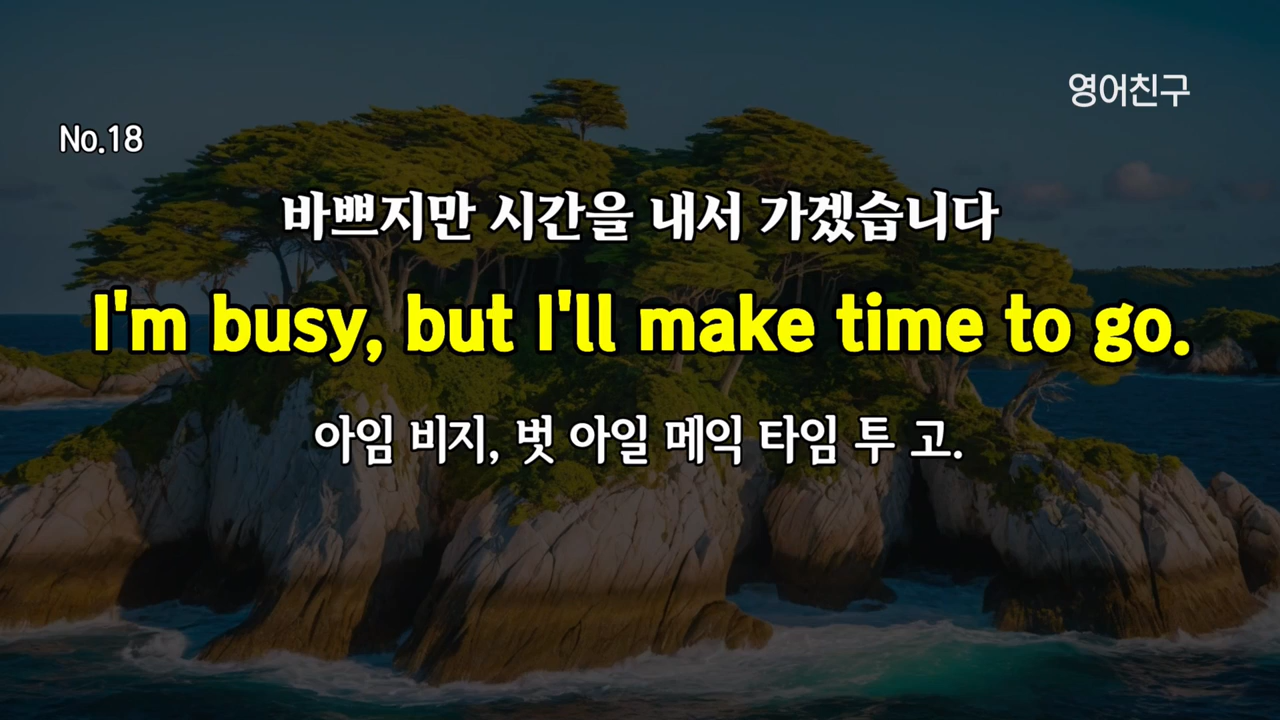 영어친구
No.18
바쁘지만 시간을 내서 가겠습니다
I'm busy, but I'll make time to go.
아임 비지, 벗 아일 메익 타임 투 고.